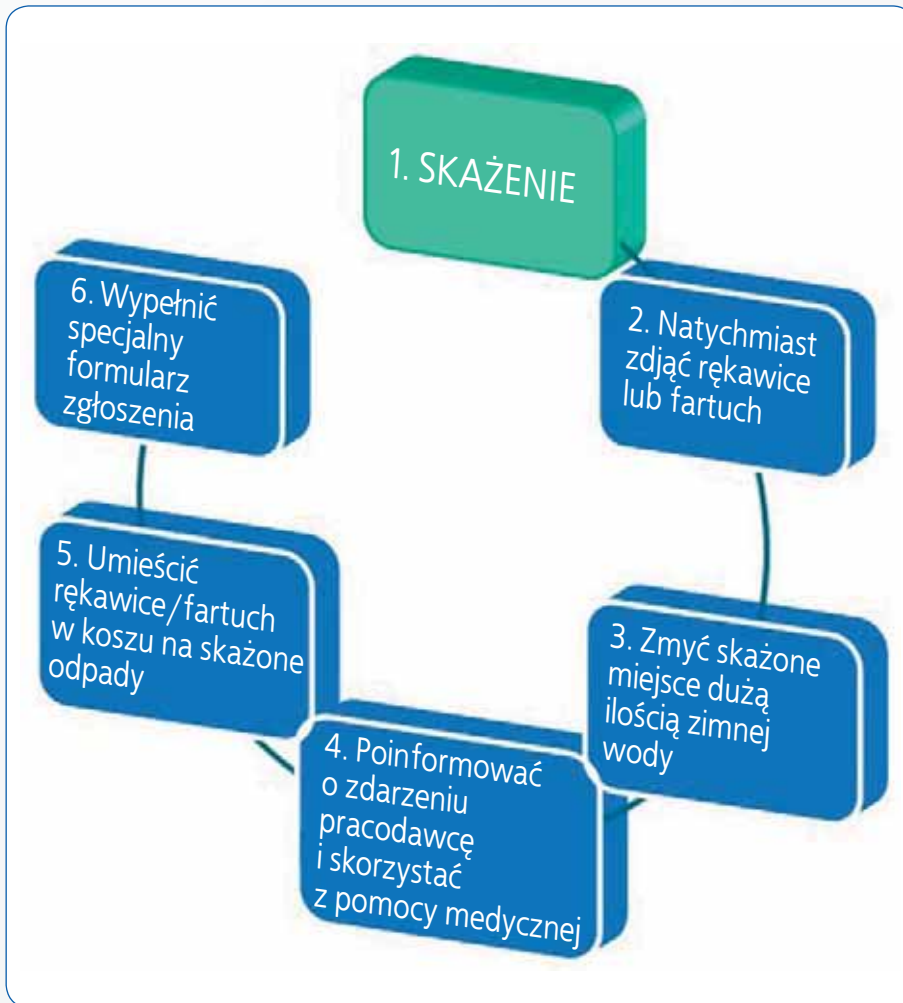 1. SKAŻENIE
2. Natychmiast
zdjąć rękawice
lub fartuch
3. Zmyć skażone
miejsce dużą
ilością zimnej
wody
4. Poinformować
o zdarzeniu
pracodawcę
i skorzystać
z pomocy medycznej
5. Umieścić
rękawice/fartuch
w koszu na skażone
odpady
6. Wypełnić
specjalny
formularz
zgłoszenia